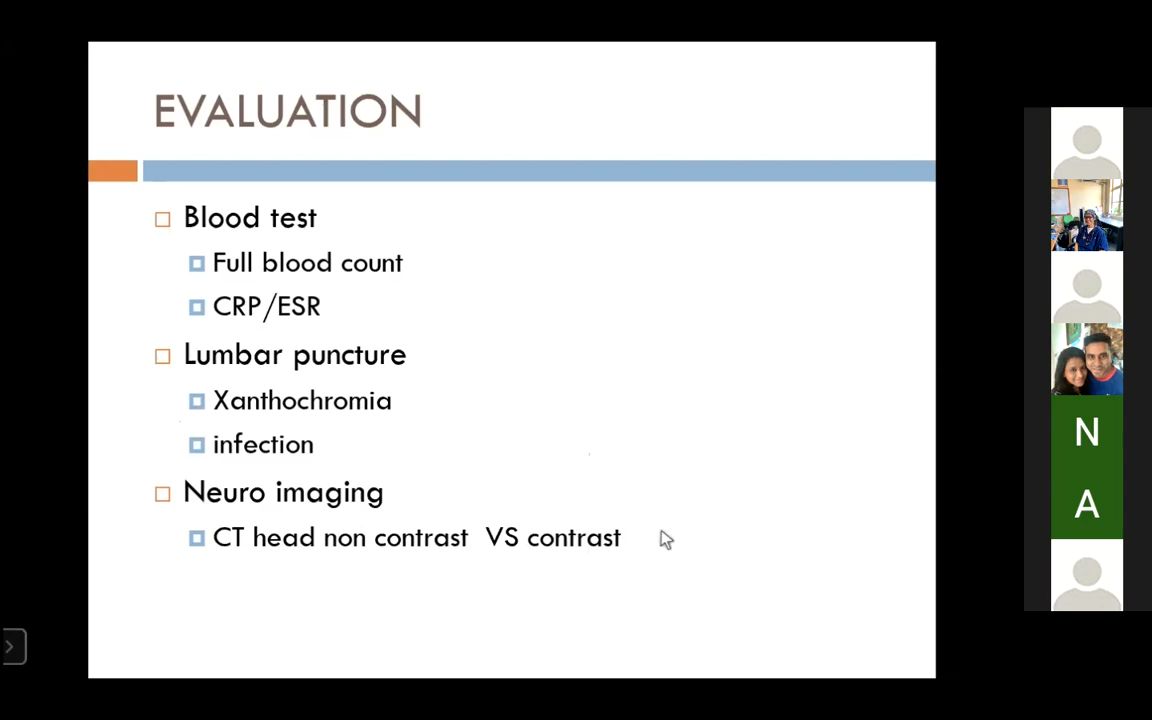 EVALUATION
Blood test
Full blood count
CRP/ESR
Lumbar puncture
Xanthochromia
infection
Neuro imaging
CT head non contrast VS contrast
N
A